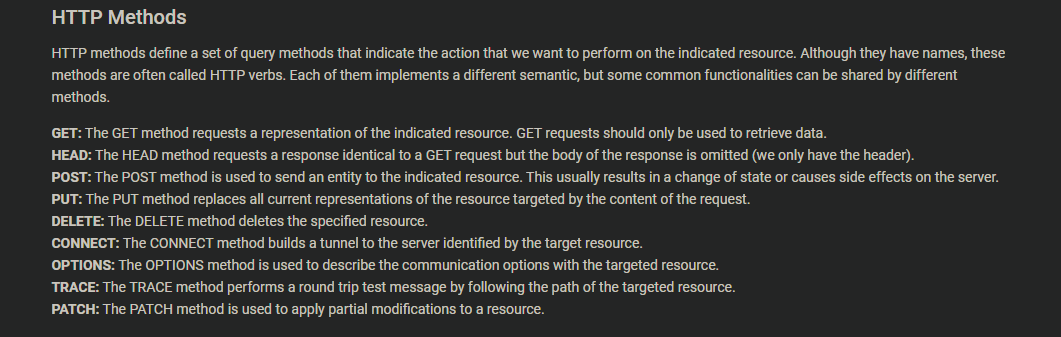 HTTP Methods
HTTP methods define a set of query methods that indicate the action that we want to perform on the indicated resource. Although they have names, these
methods are often called HTTP verbs. Each of them implements a different semantic, but some common functionalities can be shared by different
methods.
GET: The GET method requests a representation of the indicated resource. GET requests should only be used to retrieve data.
HEAD: The HEAD method requests a response identical to a GET request but the body of the response is omitted (we only have the header).
POST: The POST method is used to send an entity to the indicated resource. This usually results in a change of state or causes side effects on the server.
PUT: The PUT method replaces all current representations of the resource targeted by the content of the request.
DELETE: The DELETE method deletes the specified resource.
CONNECT: The CONNECT method builds a tunnel to the server identified by the target resource.
OPTIONS: The OPTIONS method is used to describe the communication options with the targeted resource.
TRACE: The TRACE method performs a round trip test message by following the path of the targeted resource.
PATCH: The PATCH method is used to apply partial modifications to a resource.